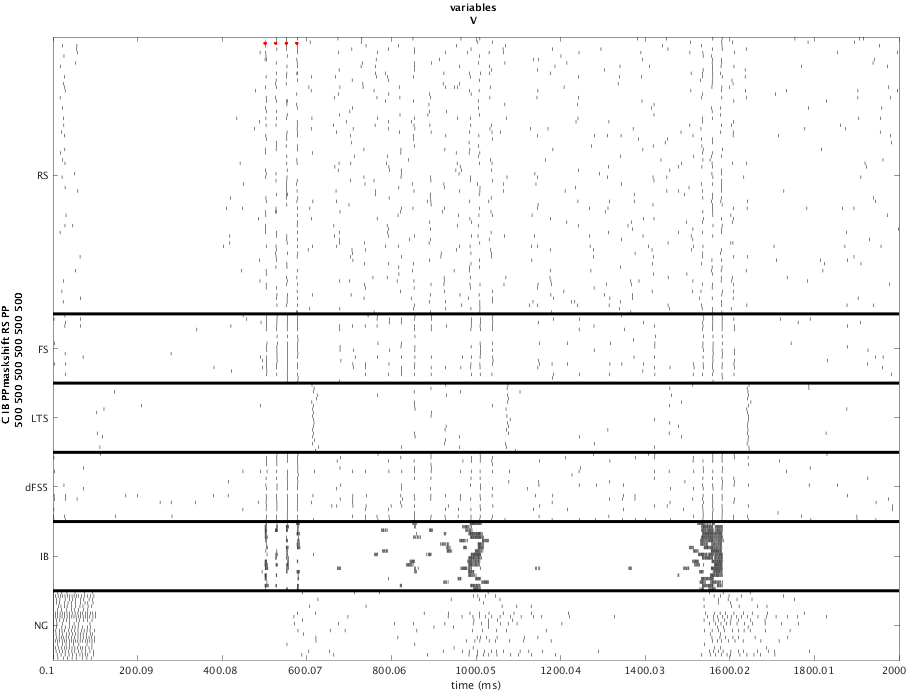 variables
V
C IB PPmaskshift RS PP
500 500 500 500 500 500 500
RS
FS
LTS
dFS5
IB
NG
0.1 200.09 400.08 600.07 800.06 1000.05 1200.04 1400.03 1600.02 1800.01 2000
time (ms)